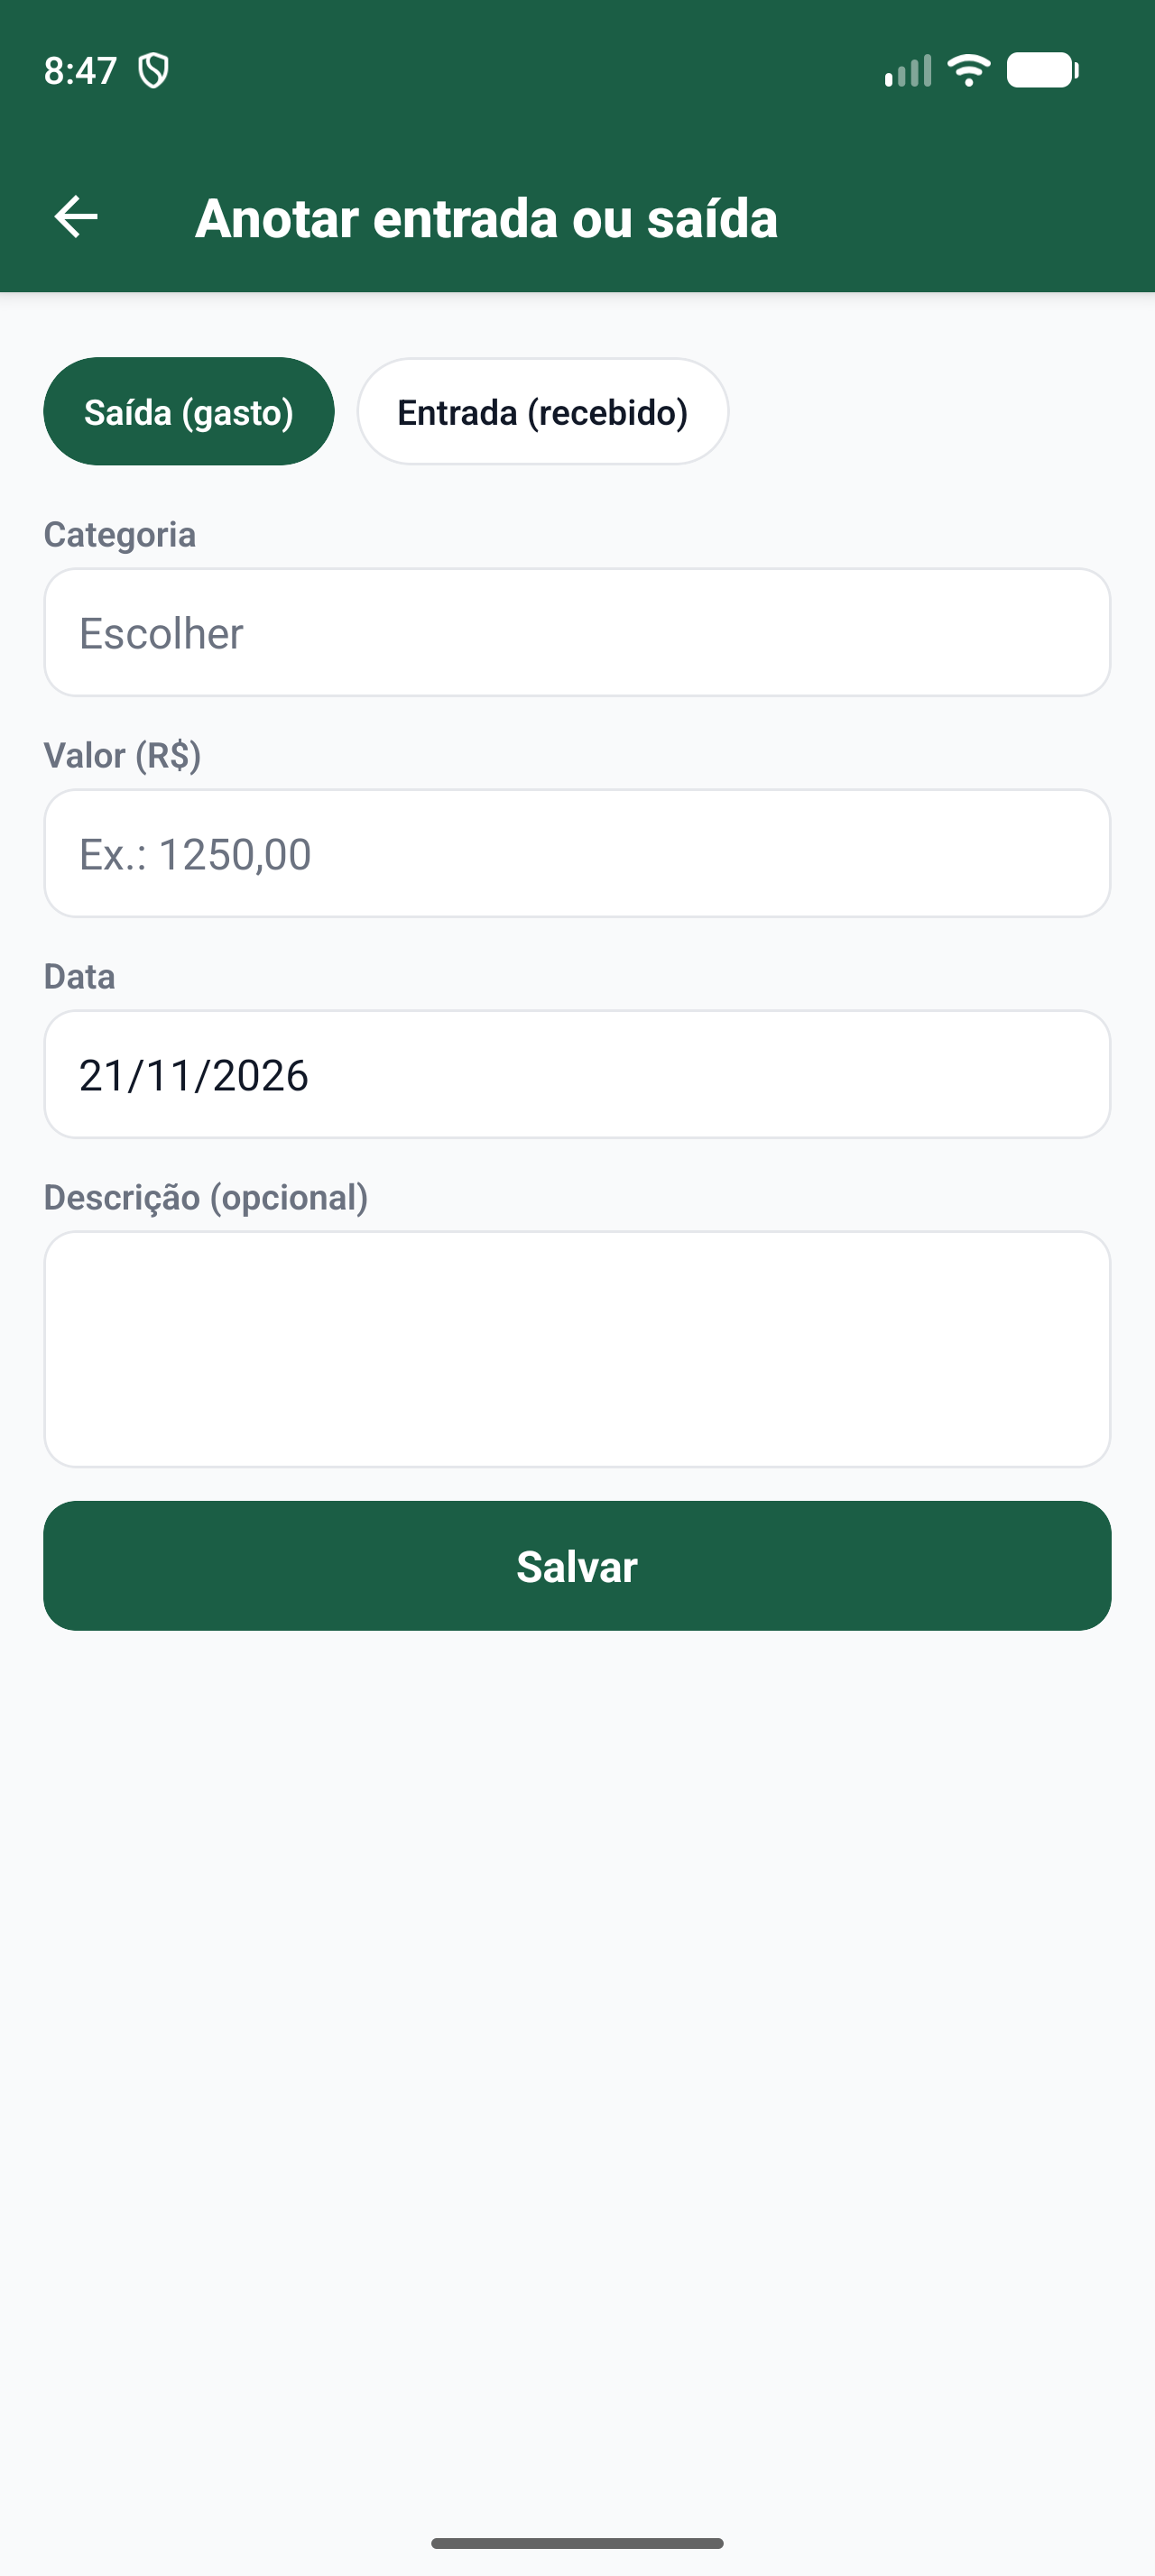 8:47
Anotar entrada ou saída
Saída (gasto) Entrada (recebido)
Categoria
Escolher
Valor (R$)
Ex.: 1250,00
Data
21/11/2026
Descrição (opcional)
Salvar